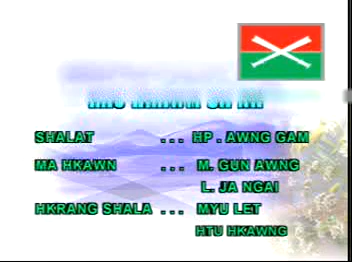 SHALAT ... HP . AWNG GAM
MA HKAWN ... M. GUN AWNG
L. JA NGAI
HKRANG SHALA ... MYU LET
HTU HKAWNG